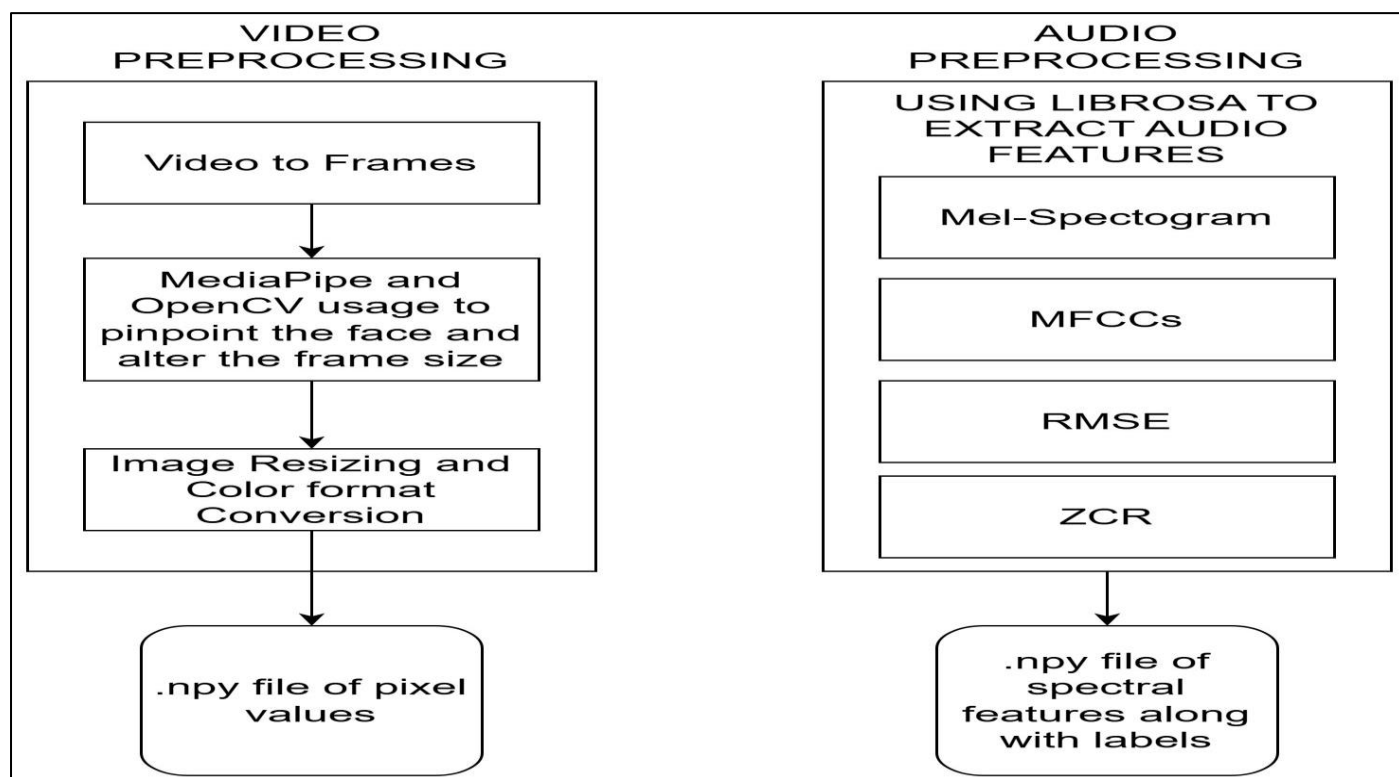 VIDEO
PREPROCESSING
Video to Frames
MediaPipe and
OpenCV usage to
pinpoint the face and
alter the frame size
Image Resizing and
Color format
Conversion
.npy file of pixel
values
AUDIO
PREPROCESSING
USING LIBROSA TO
EXTRACT AUDIO
FEATURES
Mel-Spectogram
MFCCs
RMSE
ZCR
.npy file of
spectral
features along
with labels